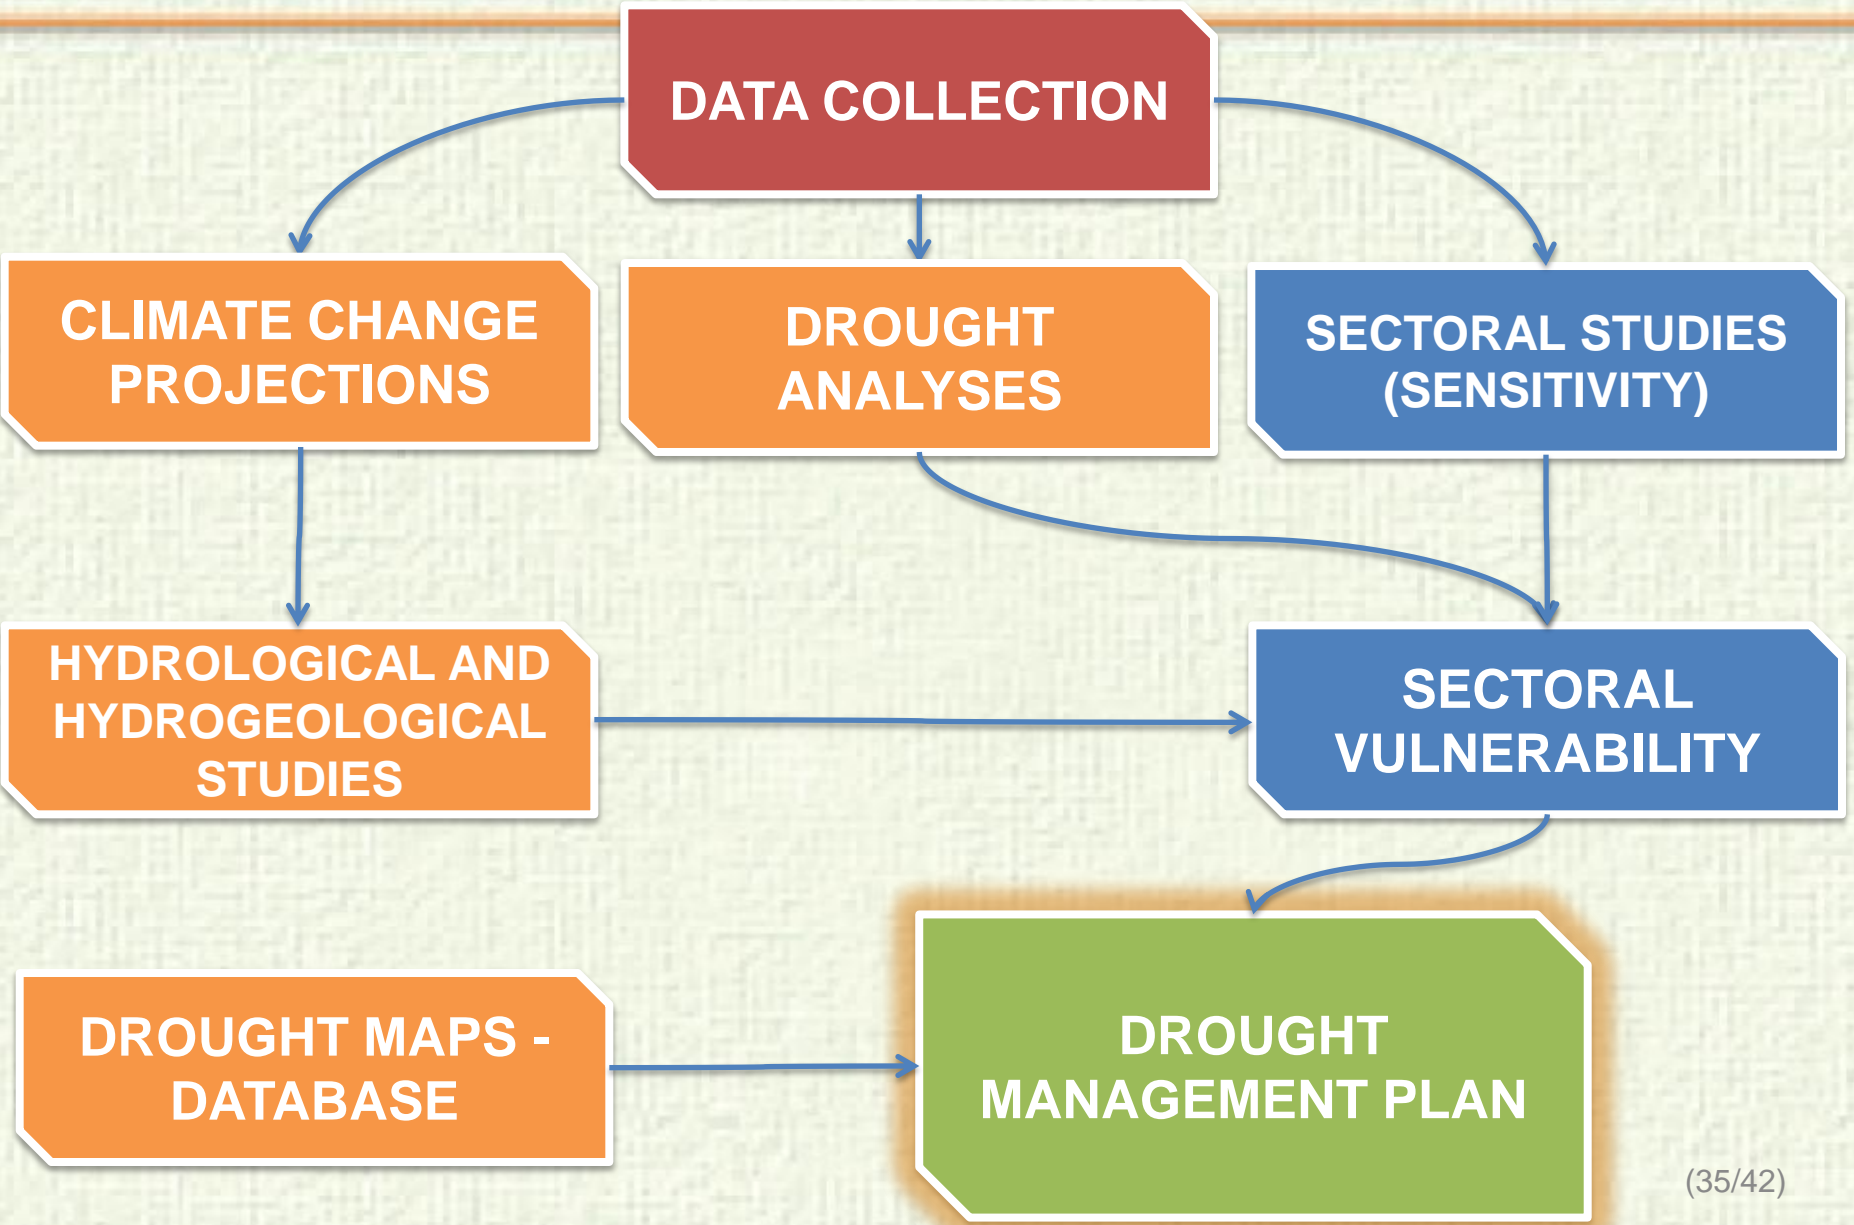 DATA COLLECTION
CLIMATE CHANGE
PROJECTIONS
DROUGHT
ANALYSES
SECTORAL STUDIES
(SENSITIVITY)
HYDROLOGICAL AND
HYDROGEOLOGICAL
STUDIES
SECTORAL
VULNERABILITY
DROUGHT MAPS -
DATABASE
DROUGHT
MANAGEMENT PLAN
(35/42)